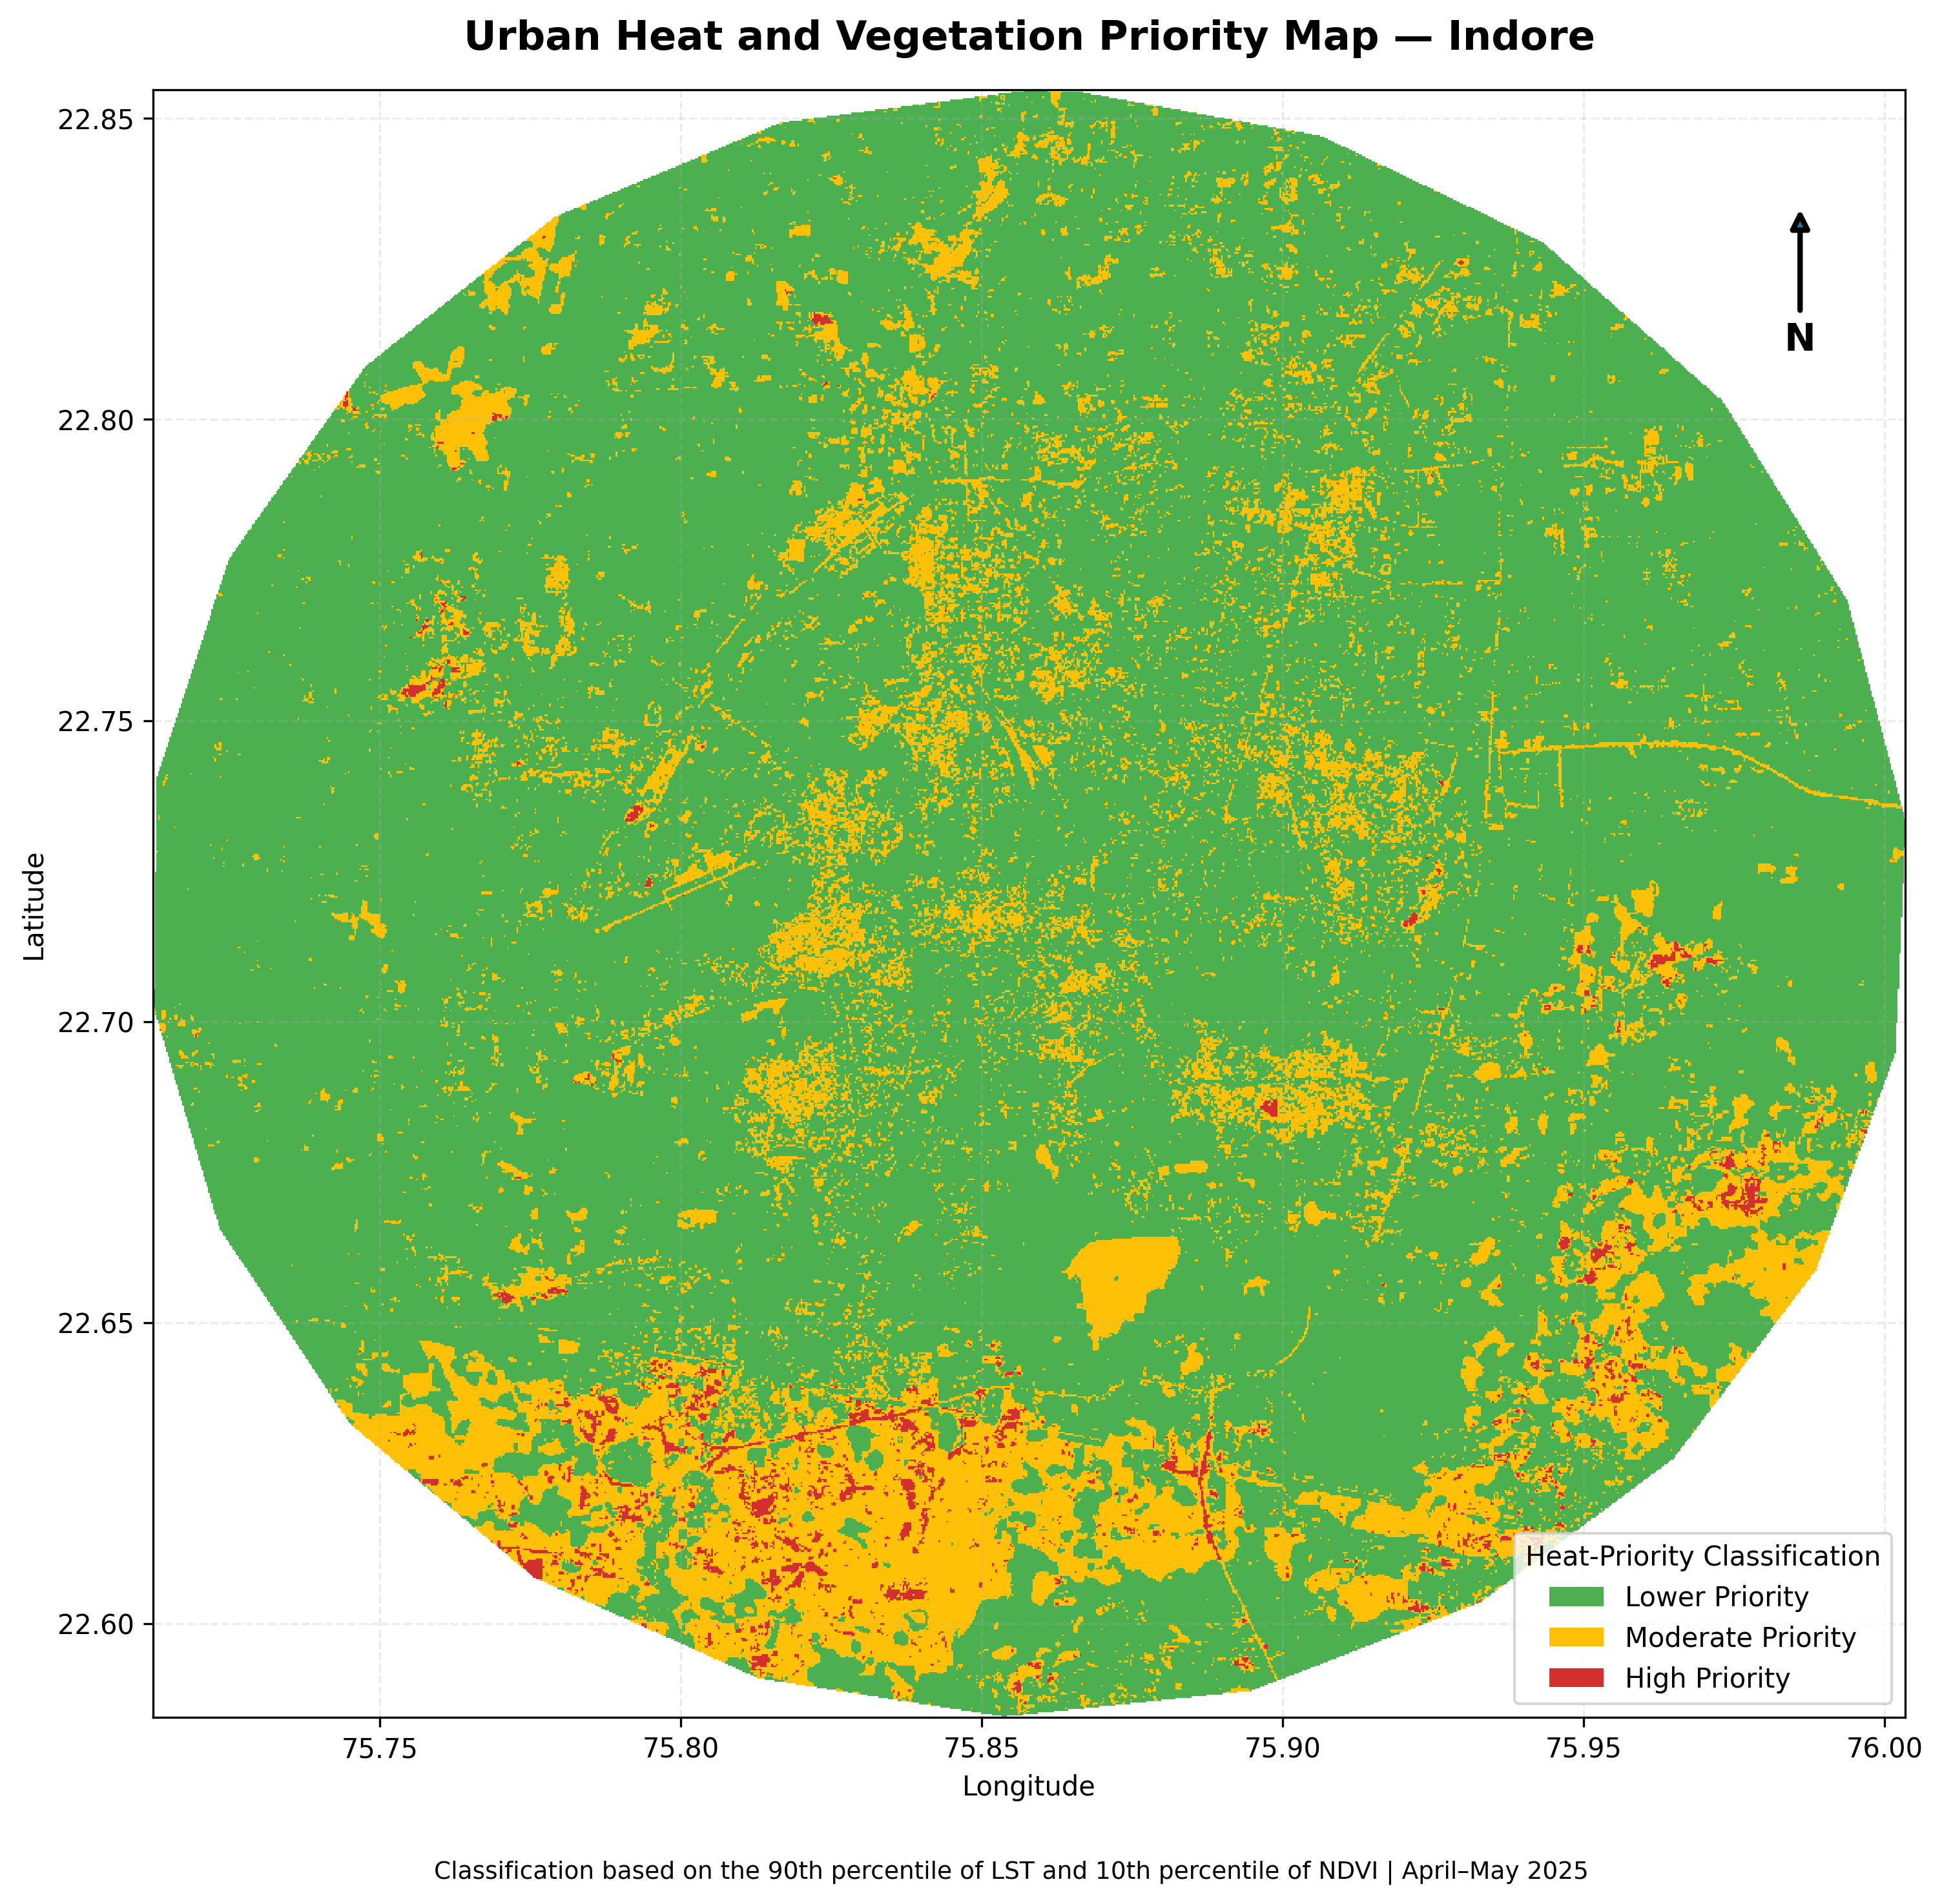 Urban Heat and Vegetation Priority Map — Indore
22.85
22.80
22.75
22.70
22.65
22.60
Latitude
N
Heat-Priority Classification
Lower Priority
Moderate Priority
High Priority
75.75 75.80 75.85 75.90 75.95 76.00
Longitude
Classification based on the 90th percentile of LST and 10th percentile of NDVI | April–May 2025